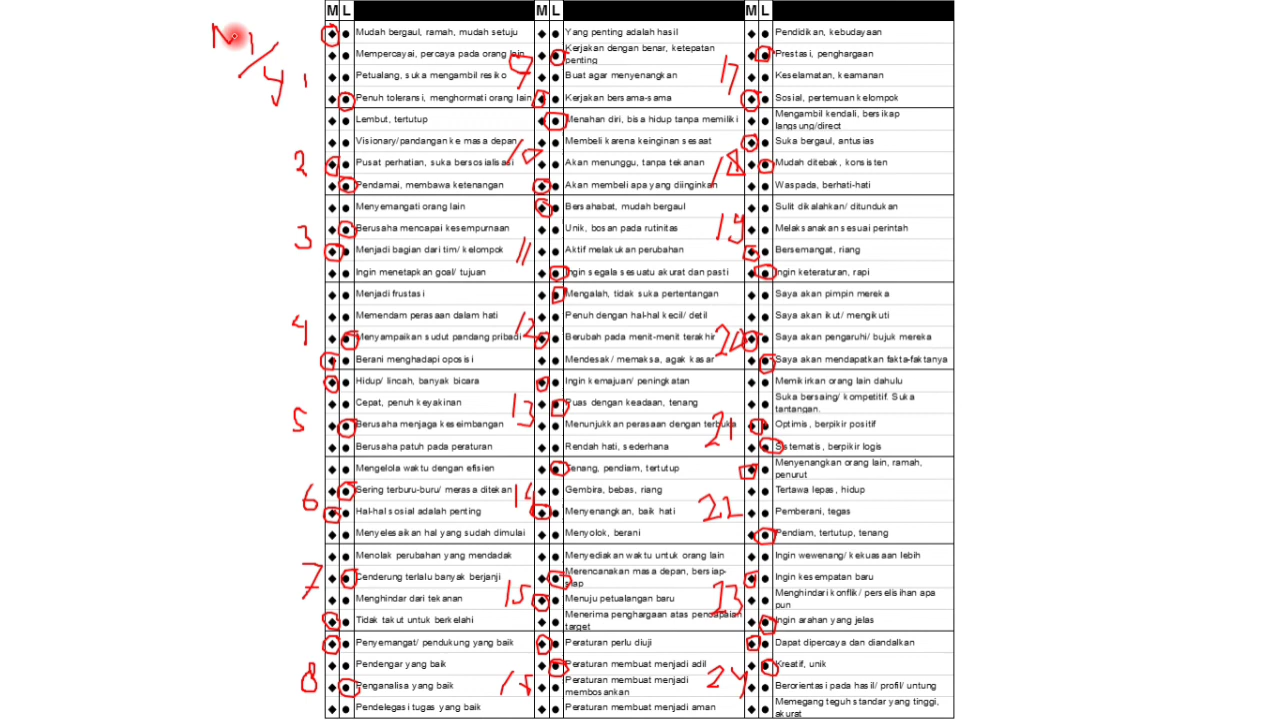 M L M L M L
M / y
1
Mudah bergaul, ramah, mudah setuju
Mempercayai, percaya pada orang lain
Petualang, suka mengambil resiko
Penuh toleransi, menghormati orang lain
2
Lembut, tertutup
Visionary/pandangan ke masa depan
Pusat perhatian, suka bersosialisasi
Pendamai, membawa ketenangan
3
Menyemangati orang lain
Berusaha mencapai kesempurnaan
Menjadi bagian dari tim/ kelompok
Ingin menetapkan goal/ tujuan
4
Menjadi frustasi
Memendam perasaan dalam hati
Menyampaikan sudut pandang pribadi
Berani menghadapi oposisi
5
Hidup/ lincah, banyak bicara
Cepat, penuh keyakinan
Berusaha menjaga keseimbangan
Berusaha patuh pada peraturan
6
Mengelola waktu dengan efisien
Sering terburu-buru/ merasa ditekan
Hal-hal sosial adalah penting
Menyelesaikan hal yang sudah dimulai
7
Menolak perubahan yang mendadak
Cenderung terlalu banyak berjanji
Menghindar dari tekanan
Tidak takut untuk berkelahi
8
Penyemangat/ pendukung yang baik
Pendengar yang baik
Penganalisa yang baik
Pendelegasi tugas yang baik
9
Yang penting adalah hasil
Kerjakan dengan benar, ketepatan
penting
Buat agar menyenangkan
Kerjakan bersama-sama
10
Menahan diri, bisa hidup tanpa memiliki
Membeli karena keinginan sesaat
Akan menunggu, tanpa tekanan
Akan membeli apa yang diinginkan
11
Bersahabat, mudah bergaul
Unik, bosan pada rutinitas
Aktif melakukan perubahan
Ingin segala sesuatu akurat dan pasti
12
Mengalah, tidak suka pertentangan
Penuh dengan hal-hal kecil/ detil
Berubah pada menit-menit terakhir
Mendesak/ memaksa, agak kasar
13
Ingin kemajuan/ peningkatan
Puas dengan keadaan, tenang
Menunjukkan perasaan dengan terbuka
Rendah hati, sederhana
14
Tenang, pendiam, tertutup
Gembira, bebas, riang
Menyenangkan, baik hati
Menyolok, berani
15
Menyediakan waktu untuk orang lain
Merencanakan masa depan, bersiap-
siap
Menuju petualangan baru
Menerima penghargaan atas pencapaian
target
Peraturan perlu diuji
Peraturan membuat menjadi adil
Peraturan membuat menjadi
membosankan
Peraturan membuat menjadi aman
17
Pendidikan, kebudayaan
Prestasi, penghargaan
Keselamatan, keamanan
Sosial, pertemuan kelompok
18
Mengambil kendali, bersikap
langsung/direct
Suka bergaul, antusias
Mudah ditebak, konsisten
Waspada, berhati-hati
19
Sulit dikalahkan/ ditundukan
Melaksanakan sesuai perintah
Bersemangat, riang
Ingin keteraturan, rapi
20
Saya akan pimpin mereka
Saya akan ikut/ mengikuti
Saya akan pengaruhi/ bujuk mereka
Saya akan mendapatkan fakta-faktanya
21
Memikirkan orang lain dahulu
Suka bersaing/ kompetitif. Suka
tantangan.
Optimis, berpikir positif
Sistematis, berpikir logis
22
Menyenangkan orang lain, ramah,
penurut
Tertawa lepas, hidup
Pemberani, tegas
Pendiam, tertutup, tenang
23
Ingin wewenang/ kekuasaan lebih
Ingin kesempatan baru
Menghindari konflik/ perselisihan apa
pun
Ingin arahan yang jelas
24
Dapat dipercaya dan diandalkan
Kreatif, unik
Berorientasi pada hasil/ profil/ untung
Memegang teguh standar yang tinggi,
akurat